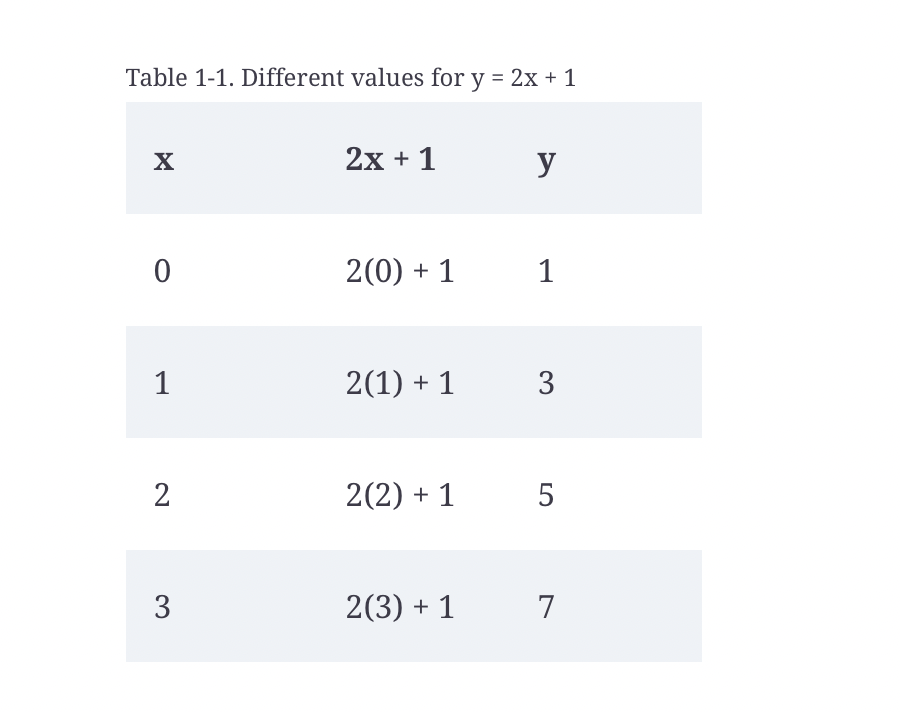 Table 1-1. Different values for y = 2x + 1
x 2x + 1 y
0 2(0) + 1 1
1 2(1) + 1 3
2 2(2) + 1 5
3 2(3) + 1 7